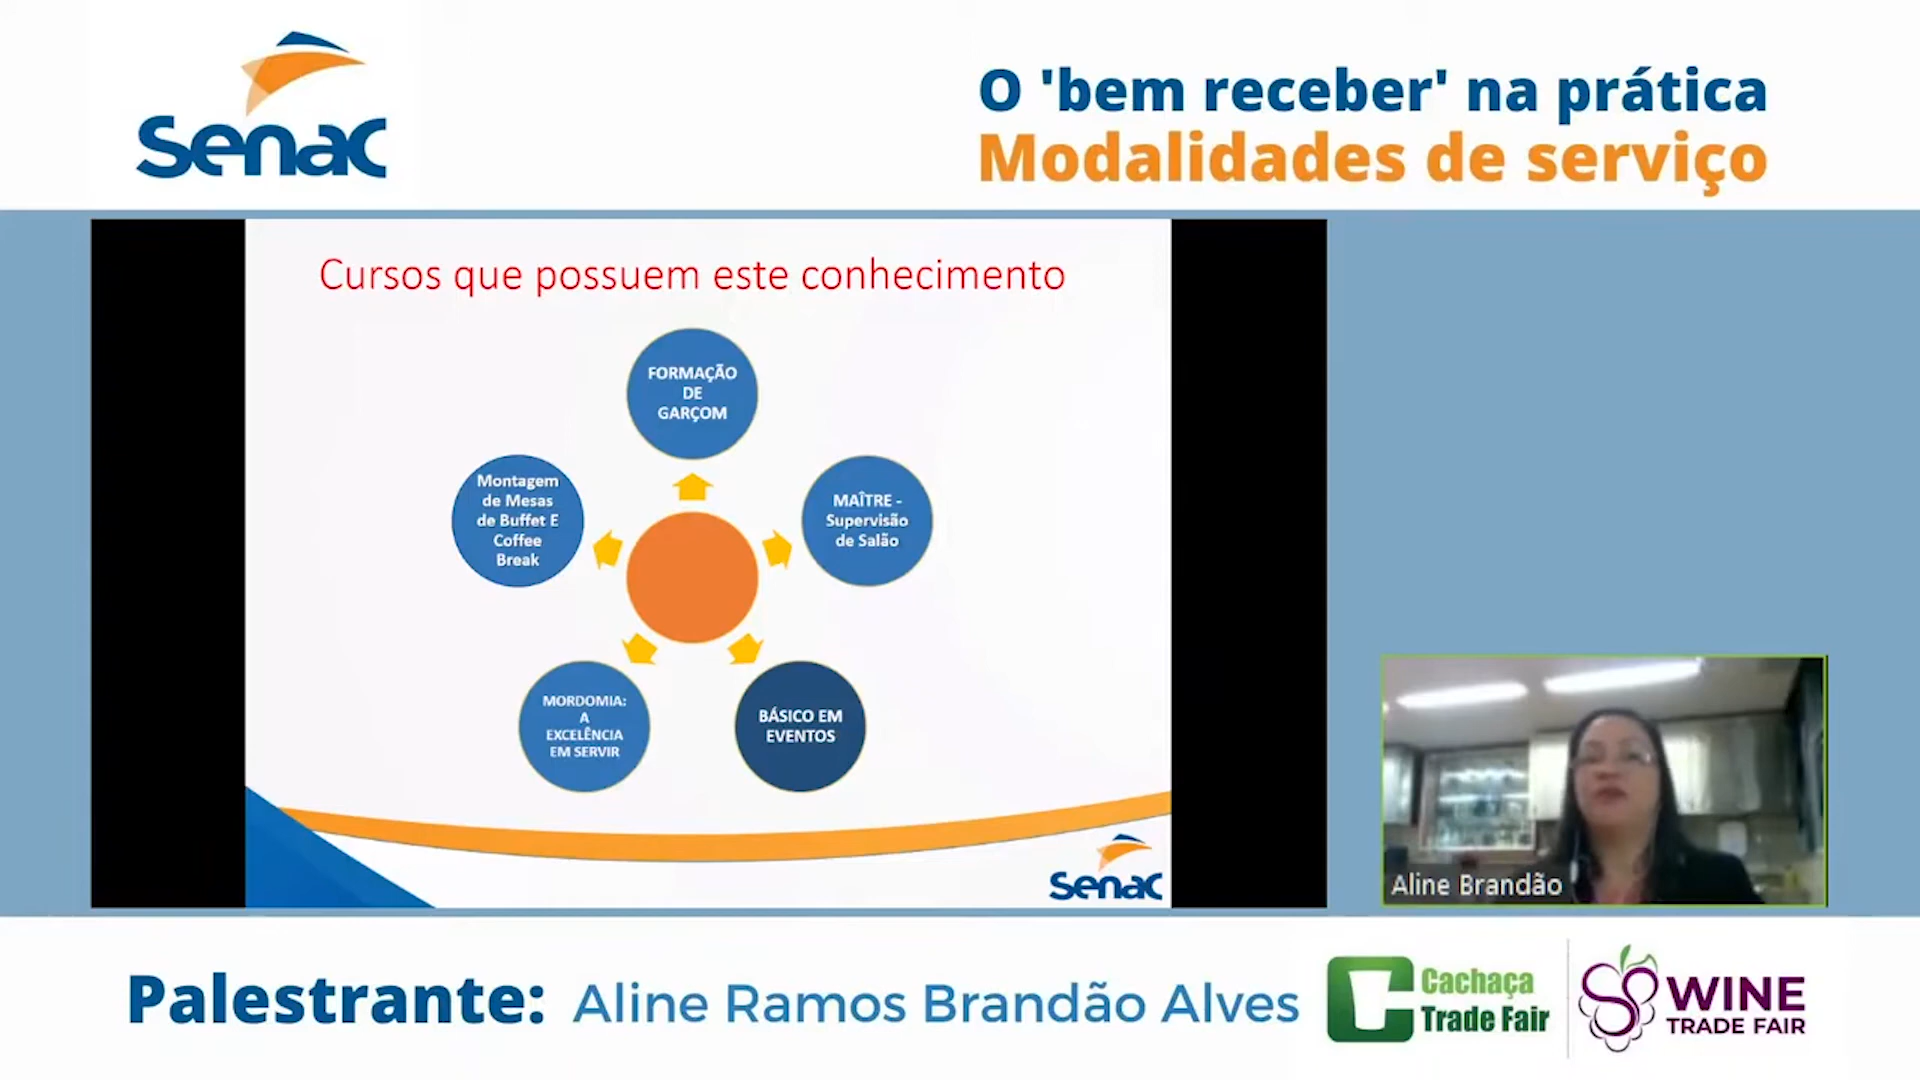 Senac
O 'bem receber' na prática
Modalidades de serviço
Cursos que possuem este conhecimento
FORMAÇÃO
DE
GARÇOM
MAÎTRE -
Supervisão
de Salão
BÁSICO EM
EVENTOS
MORDOMIA:
A
EXCELÊNCIA
EM SERVIR
Montagem
de Mesas
de Buffet E
Coffee
Break
Senac
Aline Brandão
Palestrante: Aline Ramos Brandão Alves
Cachaça
Trade Fair
SP WINE
TRADE FAIR